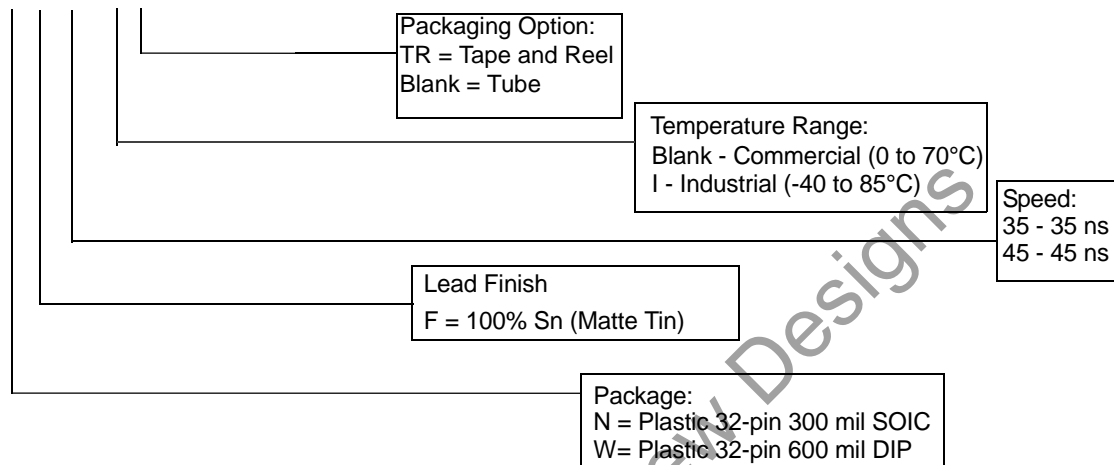 Packaging Option:
TR = Tape and Reel
Blank = Tube
Temperature Range:
Blank - Commercial (0 to 70°C)
I - Industrial (-40 to 85°C)
Speed:
35 - 35 ns
45 - 45 ns
Lead Finish
F = 100% Sn (Matte Tin)
Package:
N = Plastic 32-pin 300 mil SOIC
W= Plastic 32-pin 600 mil DIP
Designs